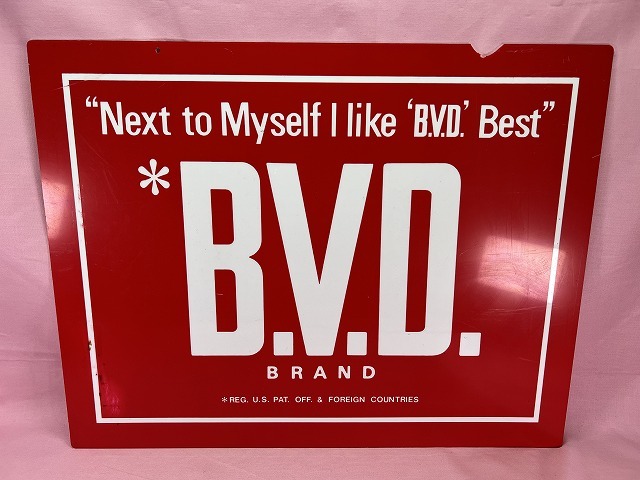 “Next to Myself I like ‘B.V.D.’ Best”
*B.V.D.
BRAND
*REG. U.S. PAT. OFF. & FOREIGN COUNTRIES